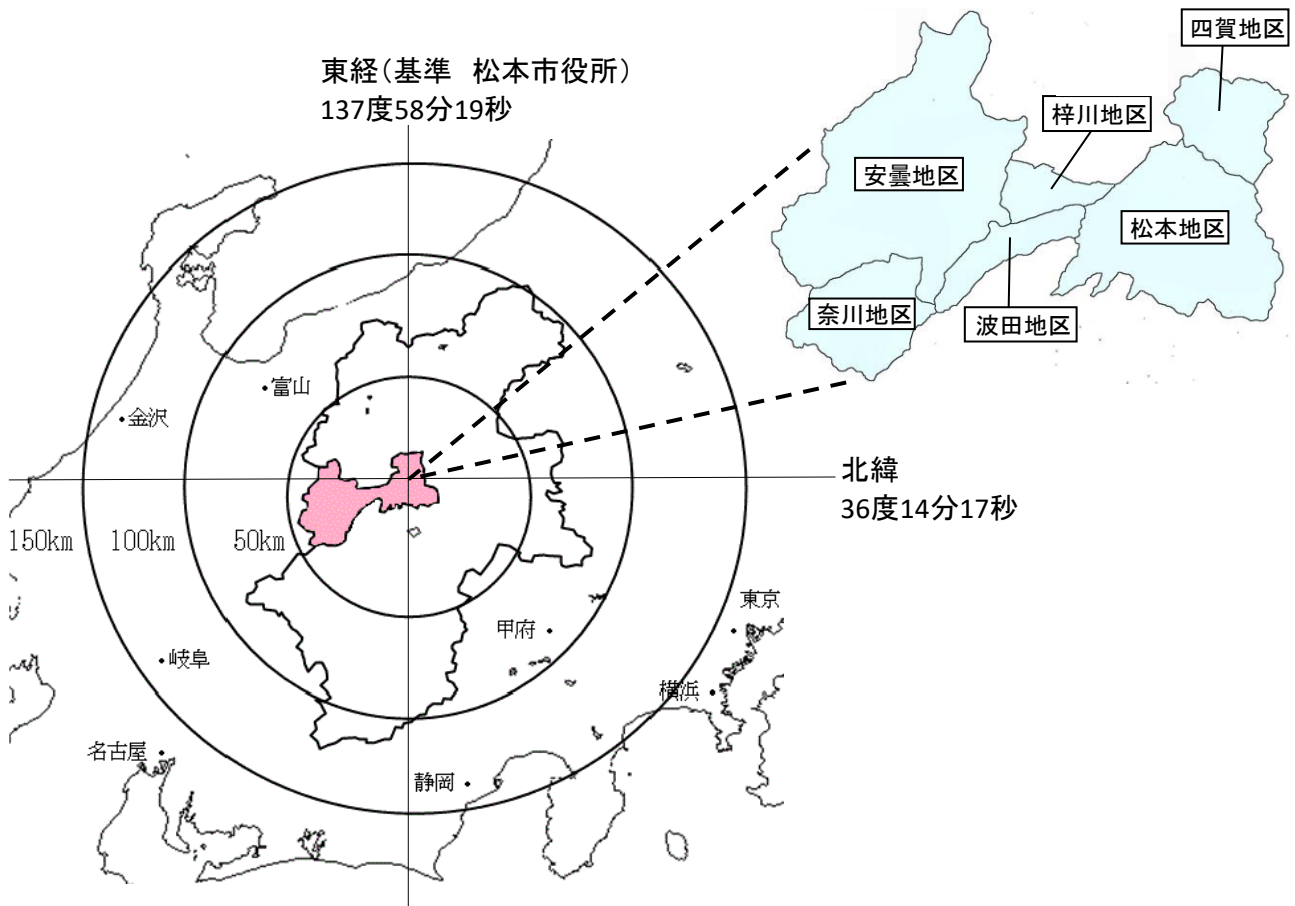 東経(基準 松本市役所)
137度58分19秒
四賀地区
梓川地区
安曇地区
松本地区
奈川地区
波田地区
富山
金沢
北緯
36度14分17秒
150km
100km
50km
東京
甲府
岐阜
横浜
名古屋
静岡